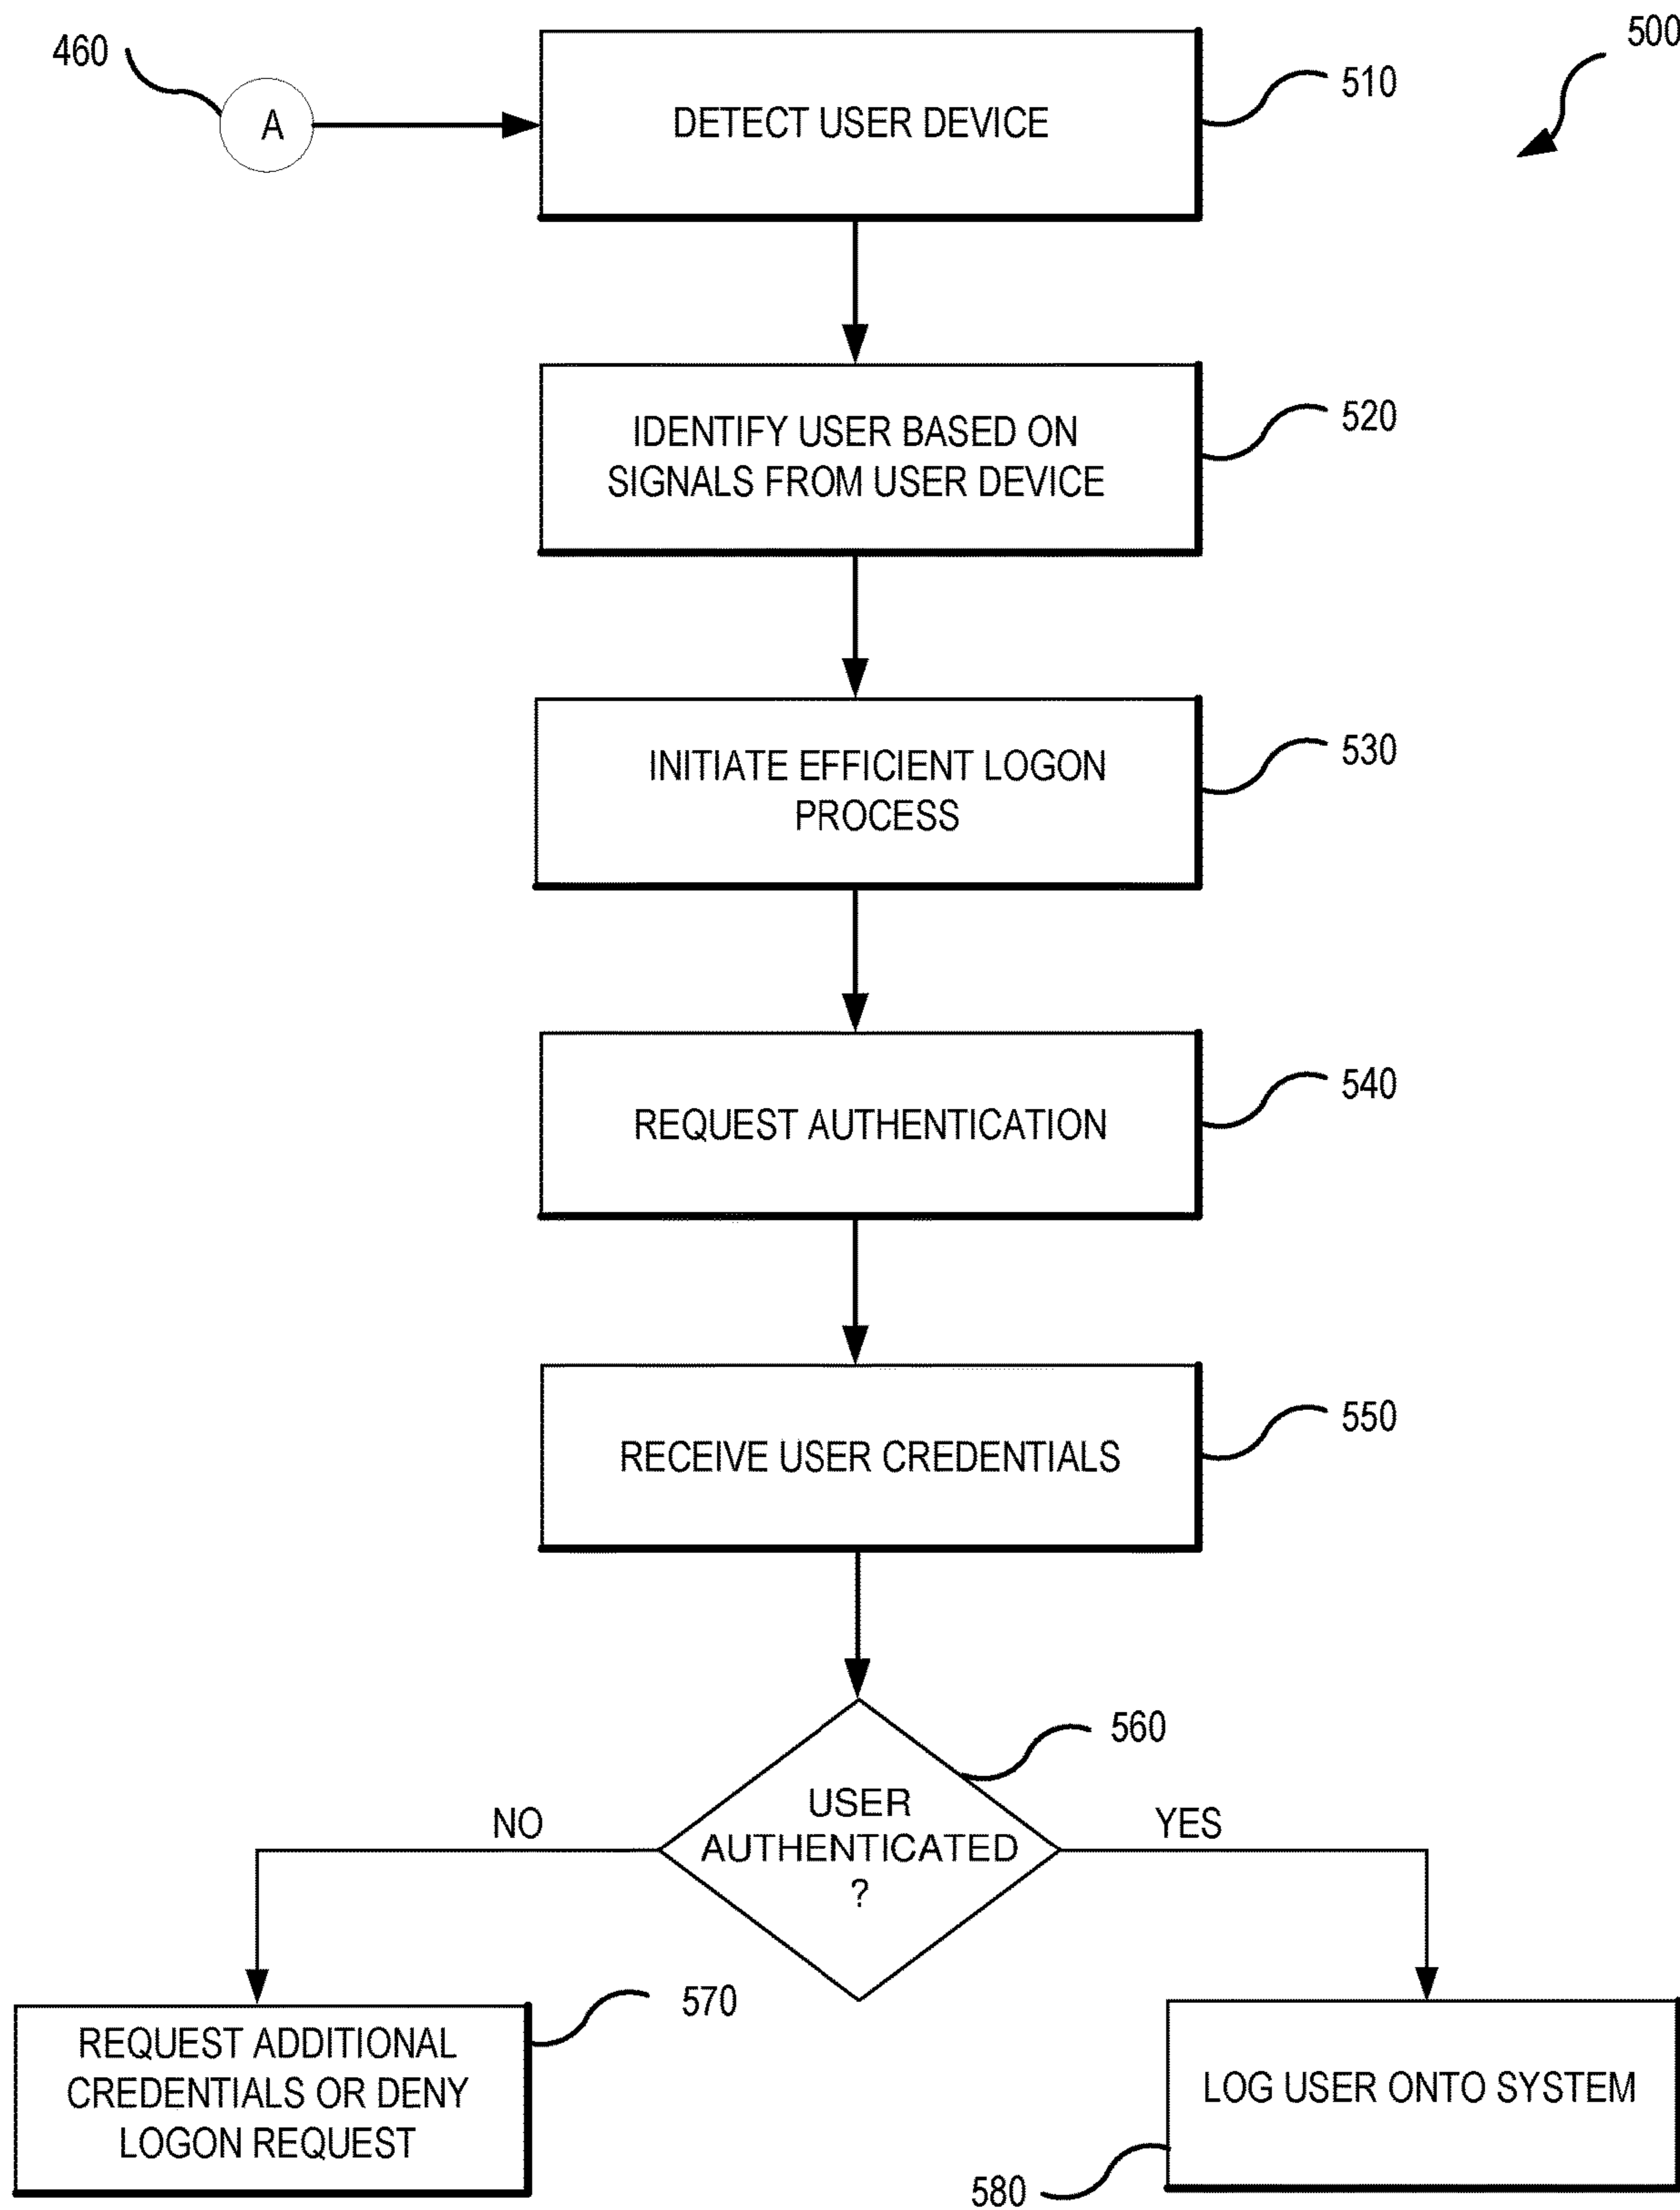 500
460
A
DETECT USER DEVICE
510
IDENTIFY USER BASED ON
SIGNALS FROM USER DEVICE
520
INITIATE EFFICIENT LOGON
PROCESS
530
REQUEST AUTHENTICATION
540
RECEIVE USER CREDENTIALS
550
560
USER
AUTHENTICATED
?
NO
YES
570
REQUEST ADDITIONAL
CREDENTIALS OR DENY
LOGON REQUEST
LOG USER ONTO SYSTEM
580